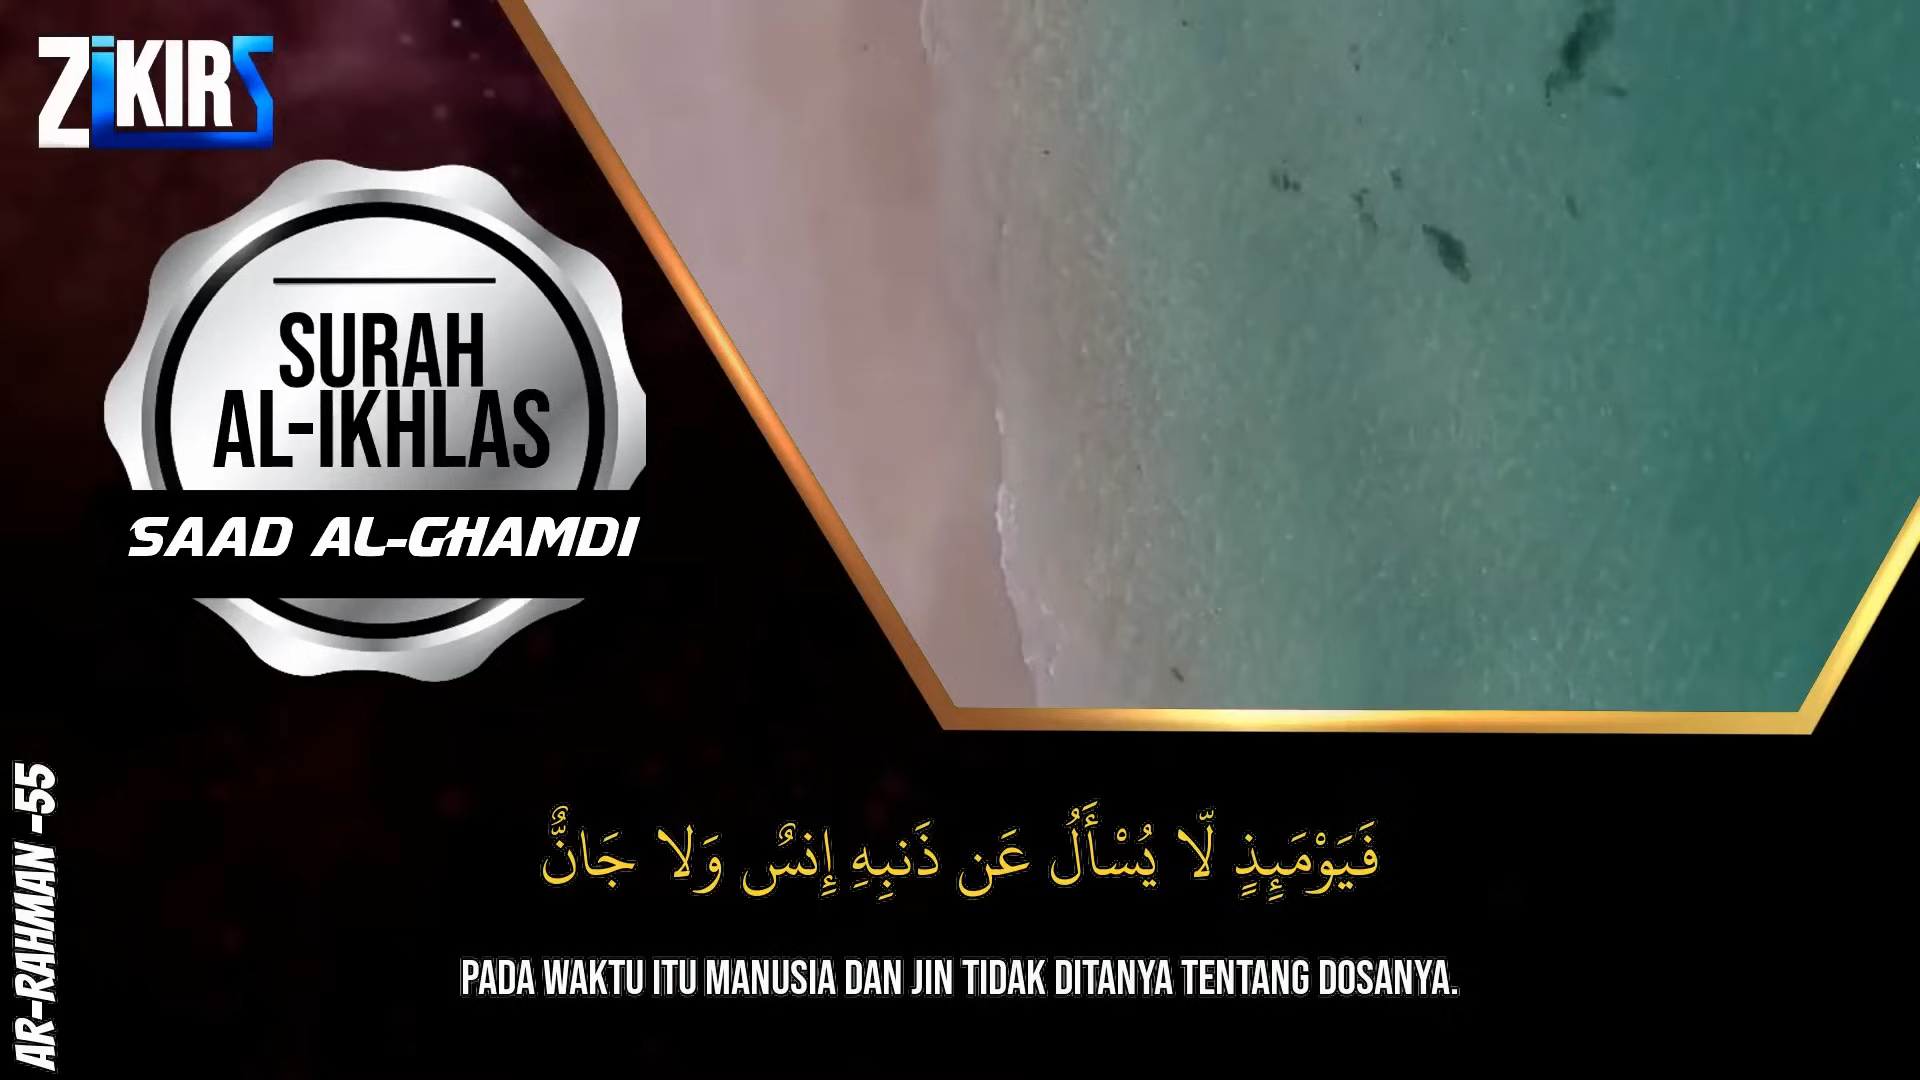 ZIKIRS
SURAH
AL-IKHLAS
SAAD AL-GHAMDI
AR-RAHMAN -55
فَيَوْمَئِذٍ لَّا يُسْأَلُ عَن ذَنبِهِ إِنسٌ وَلا جَانٌّ
PADA WAKTU ITU MANUSIA DAN JIN TIDAK DITANYA TENTANG DOSANYA.